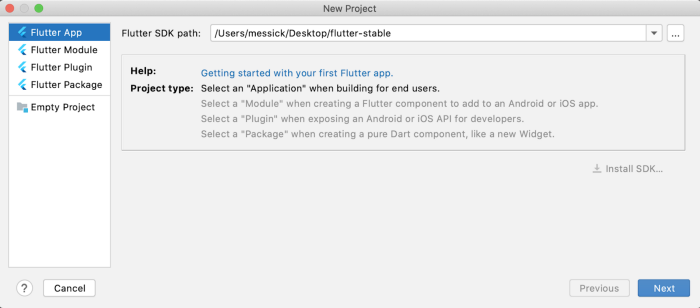 New Project
Flutter App
Flutter Module
Flutter Plugin
Flutter Package
Empty Project
Flutter SDK path: /Users/messick/Desktop/flutter-stable ...
Help: Getting started with your first Flutter app.
Project type: Select an "Application" when building for end users.
Select a "Module" when creating a Flutter component to add to an Android or iOS app.
Select a "Plugin" when exposing an Android or iOS API for developers.
Select a "Package" when creating a pure Dart component, like a new Widget.
Install SDK...
? Cancel Previous Next